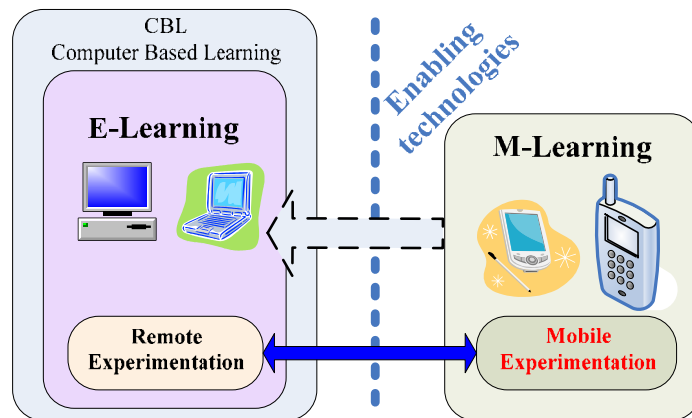 CBL
Computer Based Learning
E-Learning
Remote
Experimentation
Enabling
technologies
M-Learning
Mobile
Experimentation